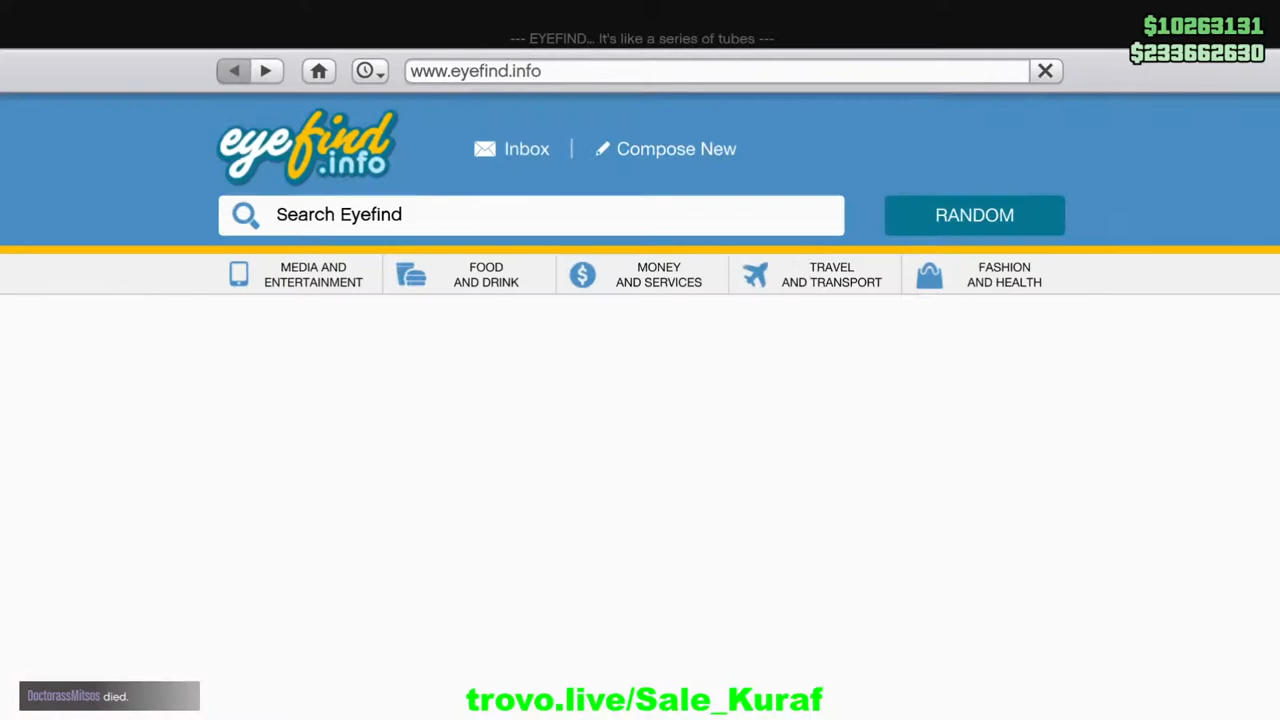 --- EYEFIND... It's like a series of tubes ---
$10263131
$233662630
www.eyefind.info
eyefind
.info
Inbox
Compose New
Search Eyefind
RANDOM
MEDIA AND
ENTERTAINMENT
FOOD
AND DRINK
MONEY
AND SERVICES
TRAVEL
AND TRANSPORT
FASHION
AND HEALTH
DoctorassMitsos died.
trovo.live/Sale_Kuraf